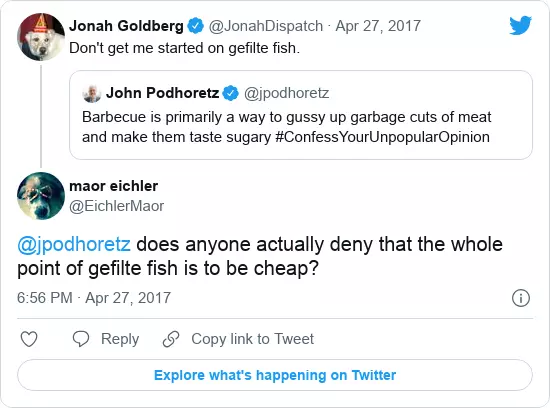 Jonah Goldberg @JonahDispatch · Apr 27, 2017
Don't get me started on gefilte fish.
John Podhoretz @jpodhoretz
Barbecue is primarily a way to gussy up garbage cuts of meat
and make them taste sugary #ConfessYourUnpopularOpinion
maor eichler
@EichlerMaor
@jpodhoretz does anyone actually deny that the whole
point of gefilte fish is to be cheap?
6:56 PM · Apr 27, 2017
Reply Copy link to Tweet
Explore what's happening on Twitter